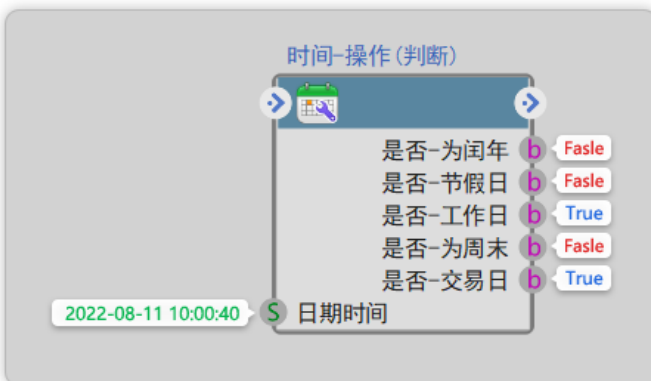 时间-操作(判断)
是否-为闰年 b Fasle
是否-节假日 b Fasle
是否-工作日 b True
是否-为周末 b Fasle
是否-交易日 b True
2022-08-11 10:00:40 S 日期时间